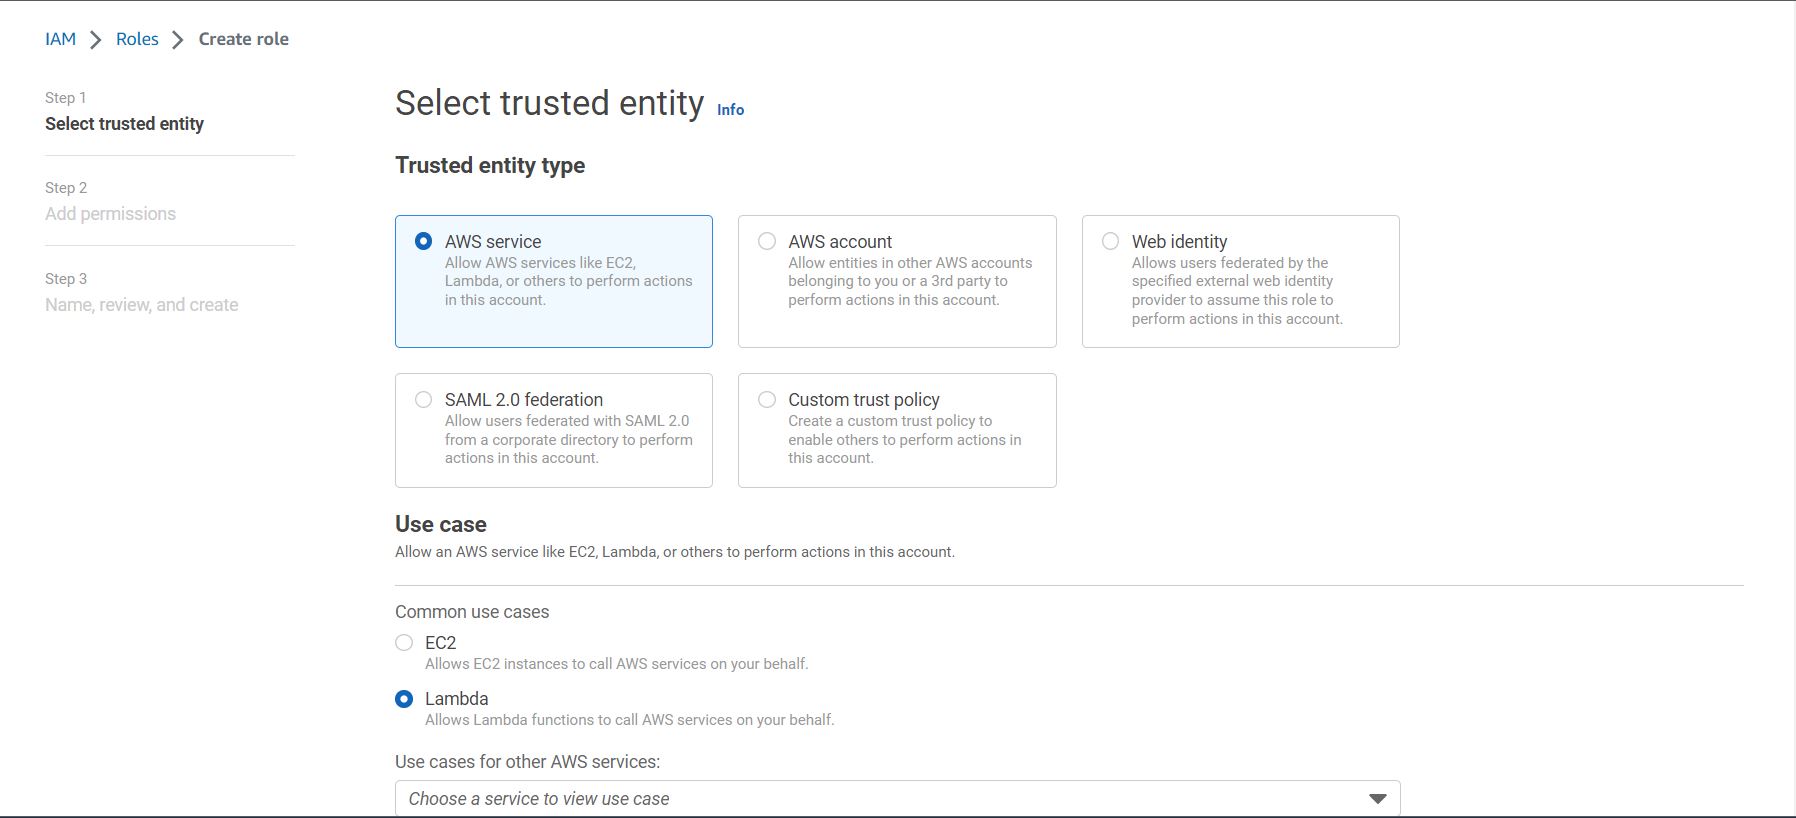 IAM > Roles > Create role
Step 1
Select trusted entity
Step 2
Add permissions
Step 3
Name, review, and create
Select trusted entity Info
Trusted entity type
AWS service
Allow AWS services like EC2,
Lambda, or others to perform actions
in this account.
AWS account
Allow entities in other AWS accounts
belonging to you or a 3rd party to
perform actions in this account.
Web identity
Allows users federated by the
specified external web identity
provider to assume this role to
perform actions in this account.
SAML 2.0 federation
Allow users federated with SAML 2.0
from a corporate directory to perform
actions in this account.
Custom trust policy
Create a custom trust policy to
enable others to perform actions in
this account.
Use case
Allow an AWS service like EC2, Lambda, or others to perform actions in this account.
Common use cases
EC2
Allows EC2 instances to call AWS services on your behalf.
Lambda
Allows Lambda functions to call AWS services on your behalf.
Use cases for other AWS services:
Choose a service to view use case